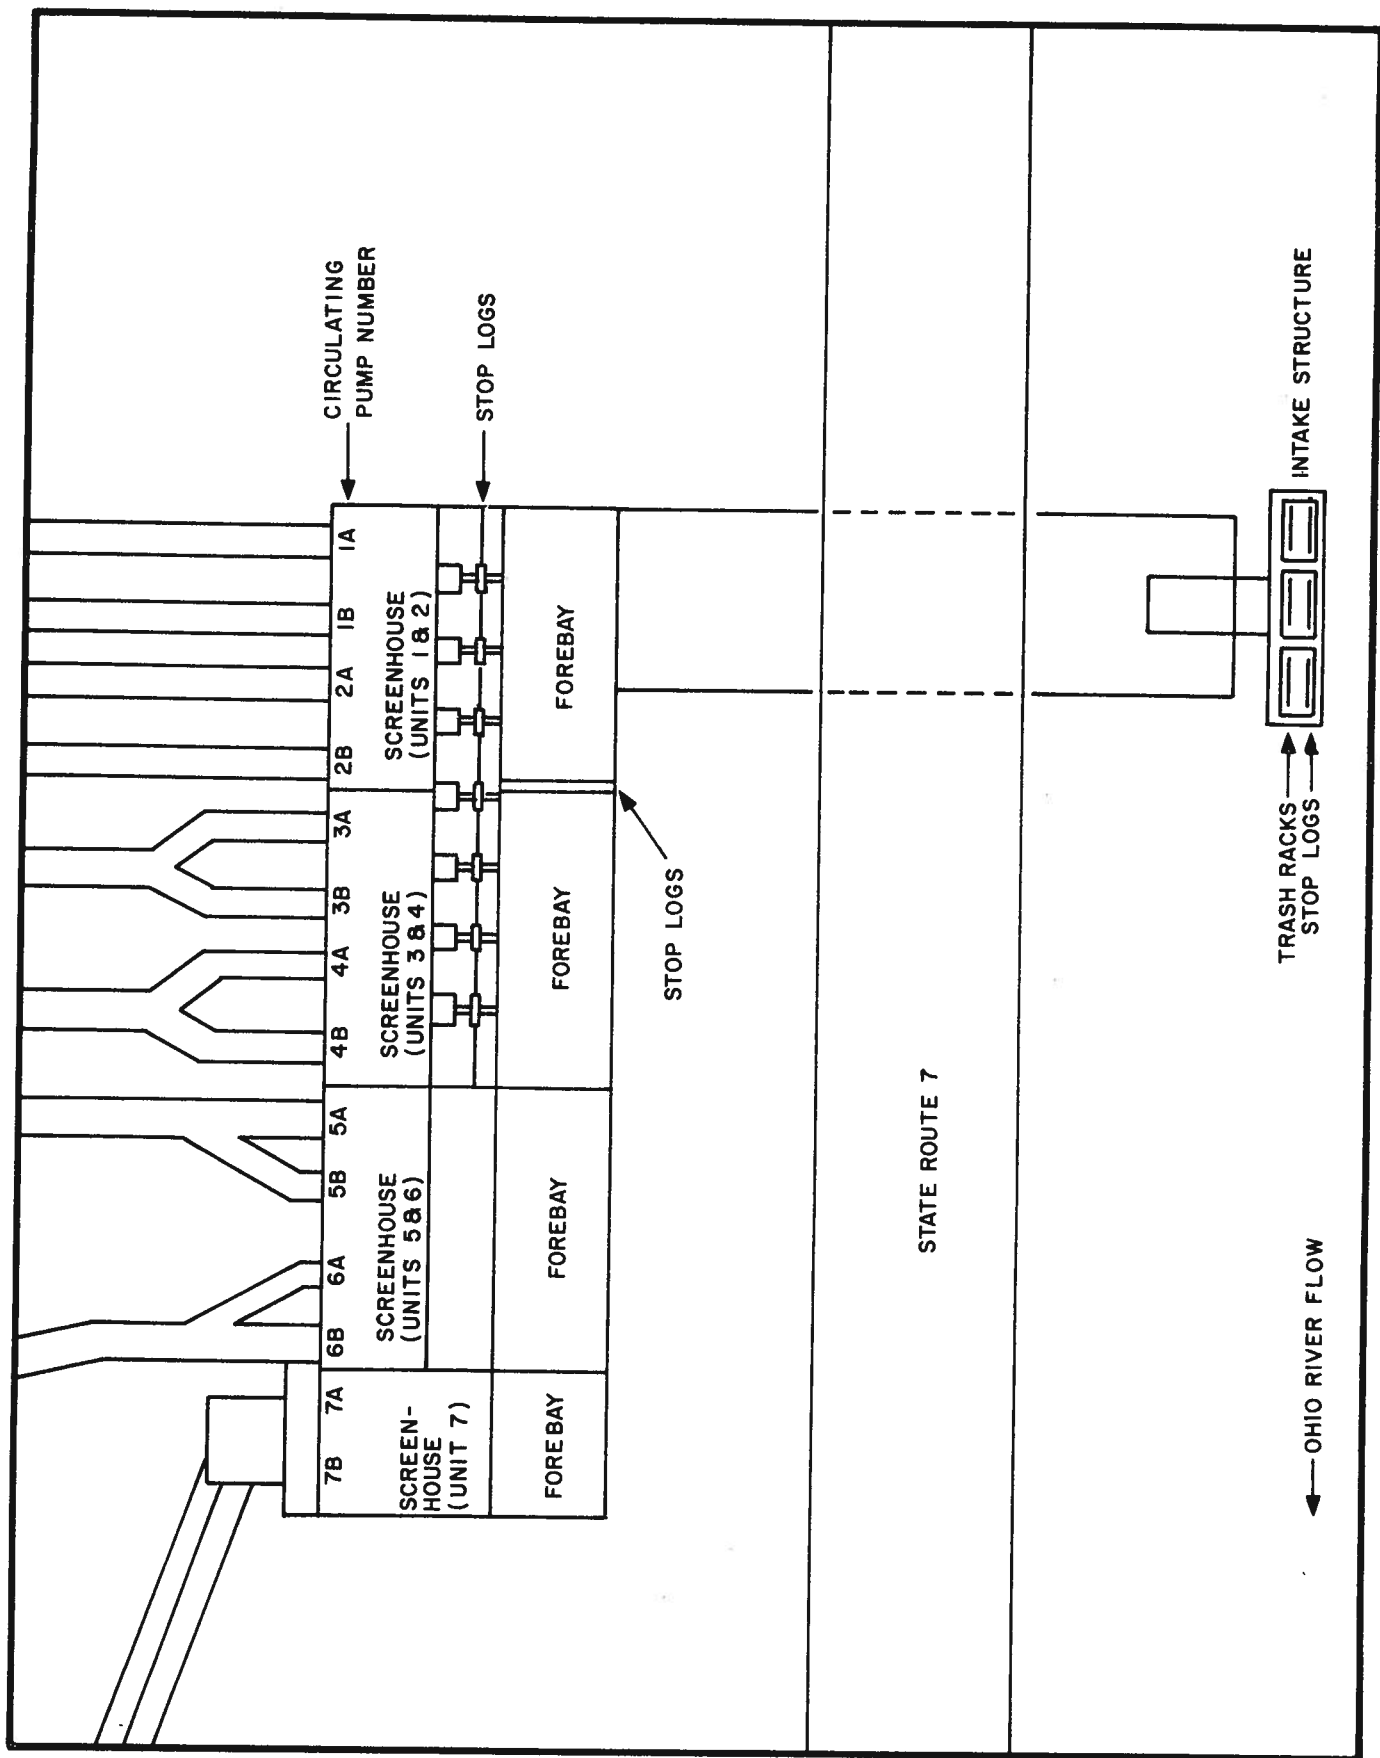 CIRCULATING
PUMP NUMBER
STOP LOGS
7B
7A
6B
6A
5B
5A
4B
4A
3B
3A
2B
2A
1B
1A
SCREEN-
HOUSE
(UNIT 7)
SCREENHOUSE
(UNITS 5 & 6)
SCREENHOUSE
(UNITS 3 & 4)
SCREENHOUSE
(UNITS 1 & 2)
FOREBAY
FOREBAY
FOREBAY
FOREBAY
STOP LOGS
STATE ROUTE 7
OHIO RIVER FLOW
TRASH RACKS
STOP LOGS
INTAKE STRUCTURE